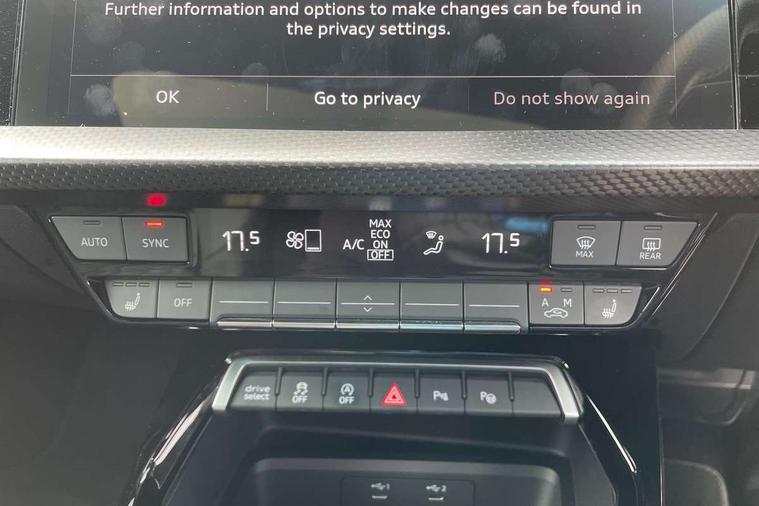 Further information and options to make changes can be found in
the privacy settings.
OK Go to privacy Do not show again
AUTO SYNC 17.5 A/C MAX ECO ON OFF 17.5 MAX REAR
OFF A M
drive select OFF A OFF P P
1 2